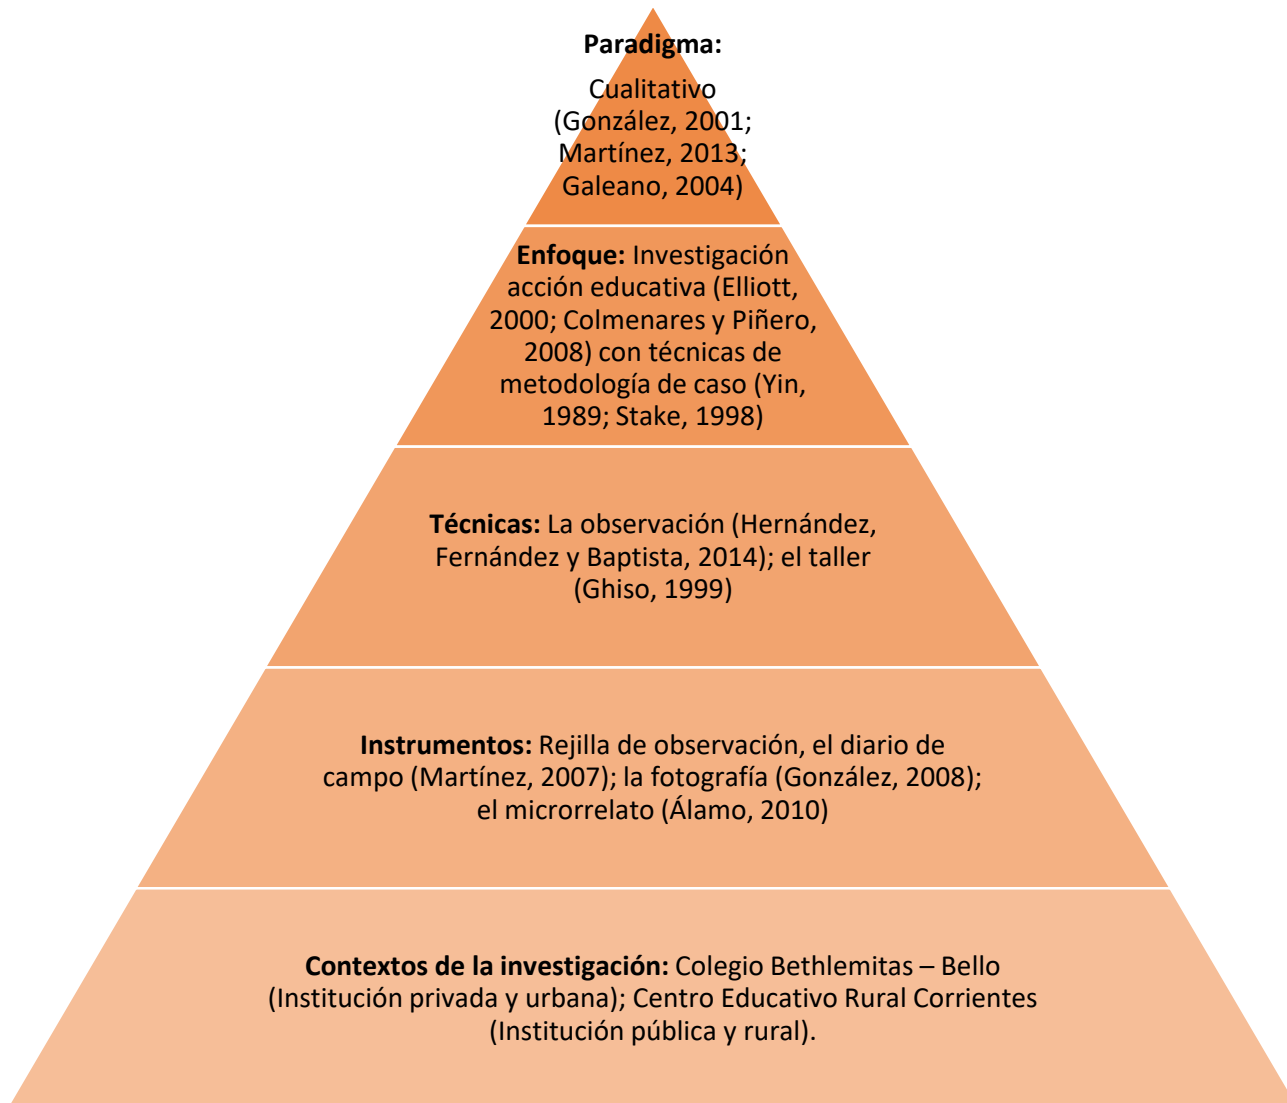 Paradigma:
Cualitativo
(González, 2001;
Martínez, 2013;
Galeano, 2004)
Enfoque: Investigación
acción educativa (Elliott,
2000; Colmenares y Piñero,
2008) con técnicas de
metodología de caso (Yin,
1989; Stake, 1998)
Técnicas: La observación (Hernández,
Fernández y Baptista, 2014); el taller
(Ghiso, 1999)
Instrumentos: Rejilla de observación, el diario de
campo (Martínez, 2007); la fotografía (González, 2008);
el microrrelato (Álamo, 2010)
Contextos de la investigación: Colegio Bethlemitas – Bello
(Institución privada y urbana); Centro Educativo Rural Corrientes
(Institución pública y rural).